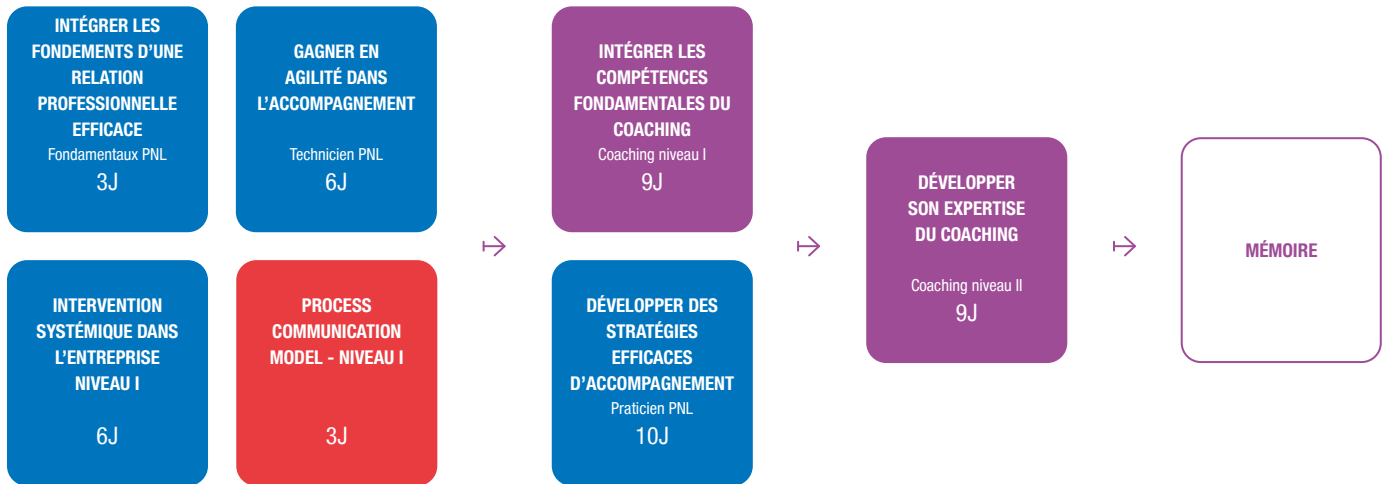 INTÉGRER LES
FONDEMENTS D’UNE
RELATION
PROFESSIONNELLE
EFFICACE
Fondamentaux PNL
3J
GAGNER EN
AGILITÉ DANS
L’ACCOMPAGNEMENT
Technicien PNL
6J
INTERVENTION
SYSTÉMIQUE DANS
L’ENTREPRISE
NIVEAU I
6J
PROCESS
COMMUNICATION
MODEL - NIVEAU I
3J
INTÉGRER LES
COMPÉTENCES
FONDAMENTALES DU
COACHING
Coaching niveau I
9J
DÉVELOPPER DES
STRATÉGIES
EFFICACES
D’ACCOMPAGNEMENT
Praticien PNL
10J
DÉVELOPPER
SON EXPERTISE
DU COACHING
Coaching niveau II
9J
MÉMOIRE